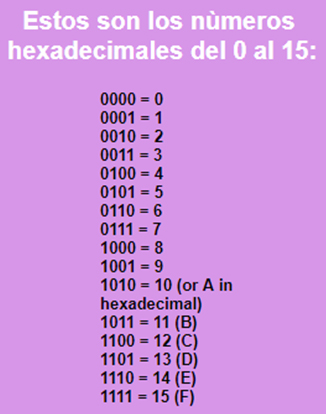 Estos son los nùmeros
hexadecimales del 0 al 15:
0000 = 0
0001 = 1
0010 = 2
0011 = 3
0100 = 4
0101 = 5
0110 = 6
0111 = 7
1000 = 8
1001 = 9
1010 = 10 (or A in
hexadecimal)
1011 = 11 (B)
1100 = 12 (C)
1101 = 13 (D)
1110 = 14 (E)
1111 = 15 (F)